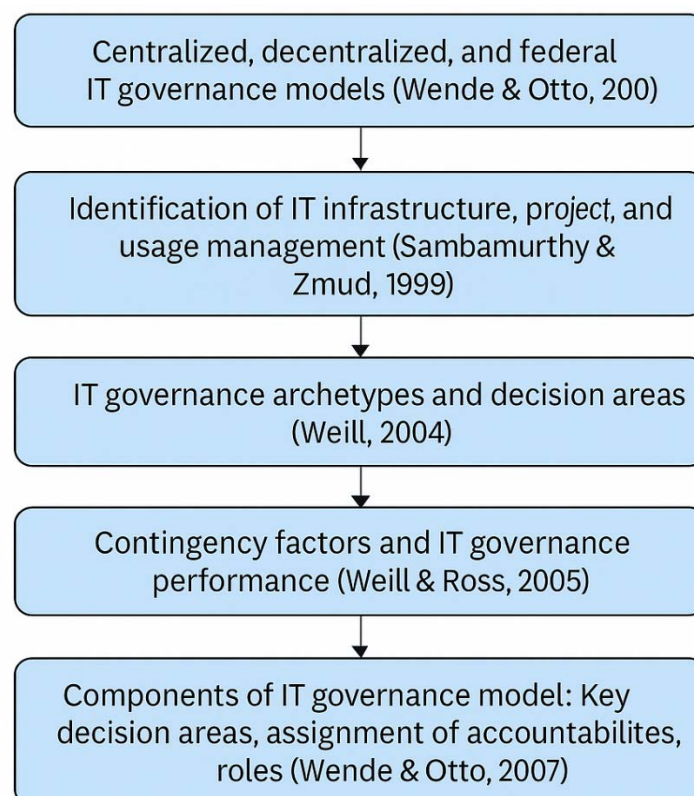 Centralized, decentralized, and federal
IT governance models (Wende & Otto, 200)
Identification of IT infrastructure, project, and
usage management (Sambamurthy &
Zmud, 1999)
IT governance archetypes and decision areas
(Weill, 2004)
Contingency factors and IT governance
performance (Weill & Ross, 2005)
Components of IT governance model: Key
decision areas, assignment of accountabilites,
roles (Wende & Otto, 2007)